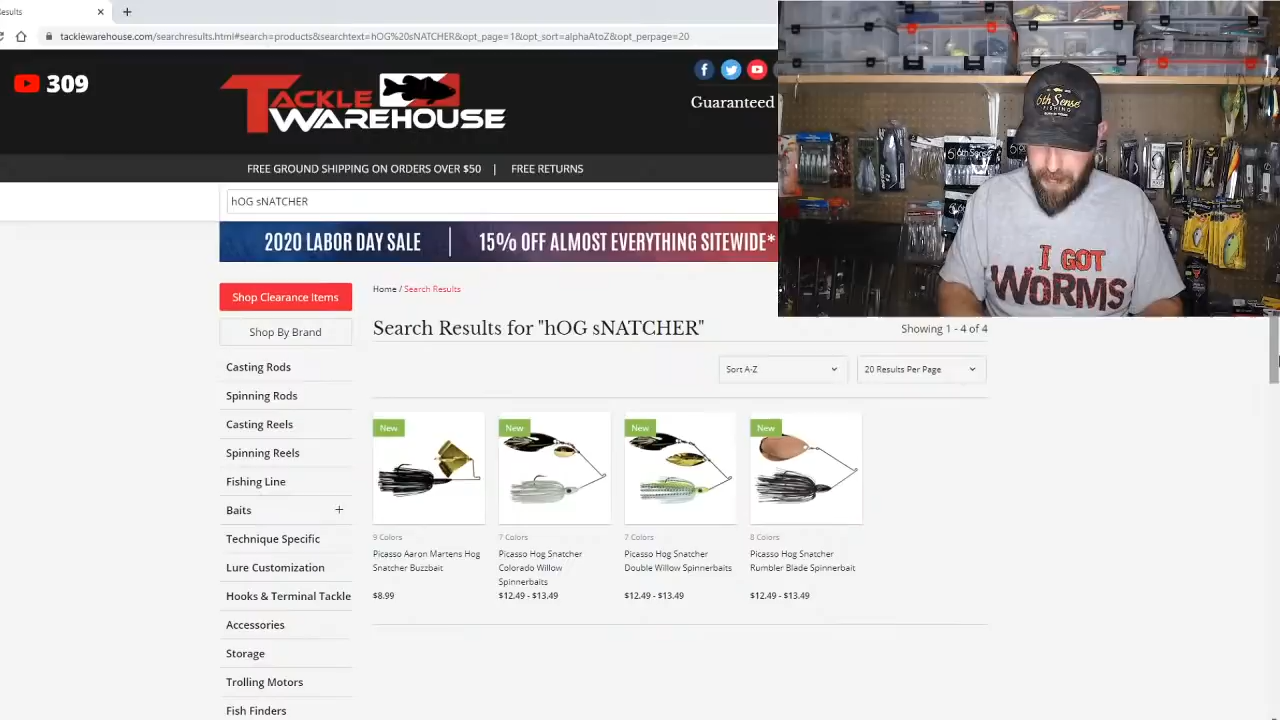 esults
tacklewarehouse.com/searchresults.html#search=products&searchtext=hOG%20sNATCHER&opt_page=1&opt_sort=alphaAtoZ&opt_perpage=20
309
TACKLE
WAREHOUSE
Guaranteed
FREE GROUND SHIPPING ON ORDERS OVER $50 | FREE RETURNS
hOG sNATCHER
2020 LABOR DAY SALE | 15% OFF ALMOST EVERYTHING SITEWIDE*
6th Sense
FISHING
I GOT
WORMS
Shop Clearance Items
Shop By Brand
Casting Rods
Spinning Rods
Casting Reels
Spinning Reels
Fishing Line
Baits +
Technique Specific
Lure Customization
Hooks & Terminal Tackle
Accessories
Storage
Trolling Motors
Fish Finders
Home / Search Results
Search Results for "hOG sNATCHER"
Showing 1 - 4 of 4
Sort A-Z
20 Results Per Page
New
9 Colors
Picasso Aaron Martens Hog
Snatcher Buzzbait
$8.99
New
7 Colors
Picasso Hog Snatcher
Colorado Willow
Spinnerbaits
$12.49 - $13.49
New
7 Colors
Picasso Hog Snatcher
Double Willow Spinnerbaits
$12.49 - $13.49
New
8 Colors
Picasso Hog Snatcher
Rumbler Blade Spinnerbait
$12.49 - $13.49